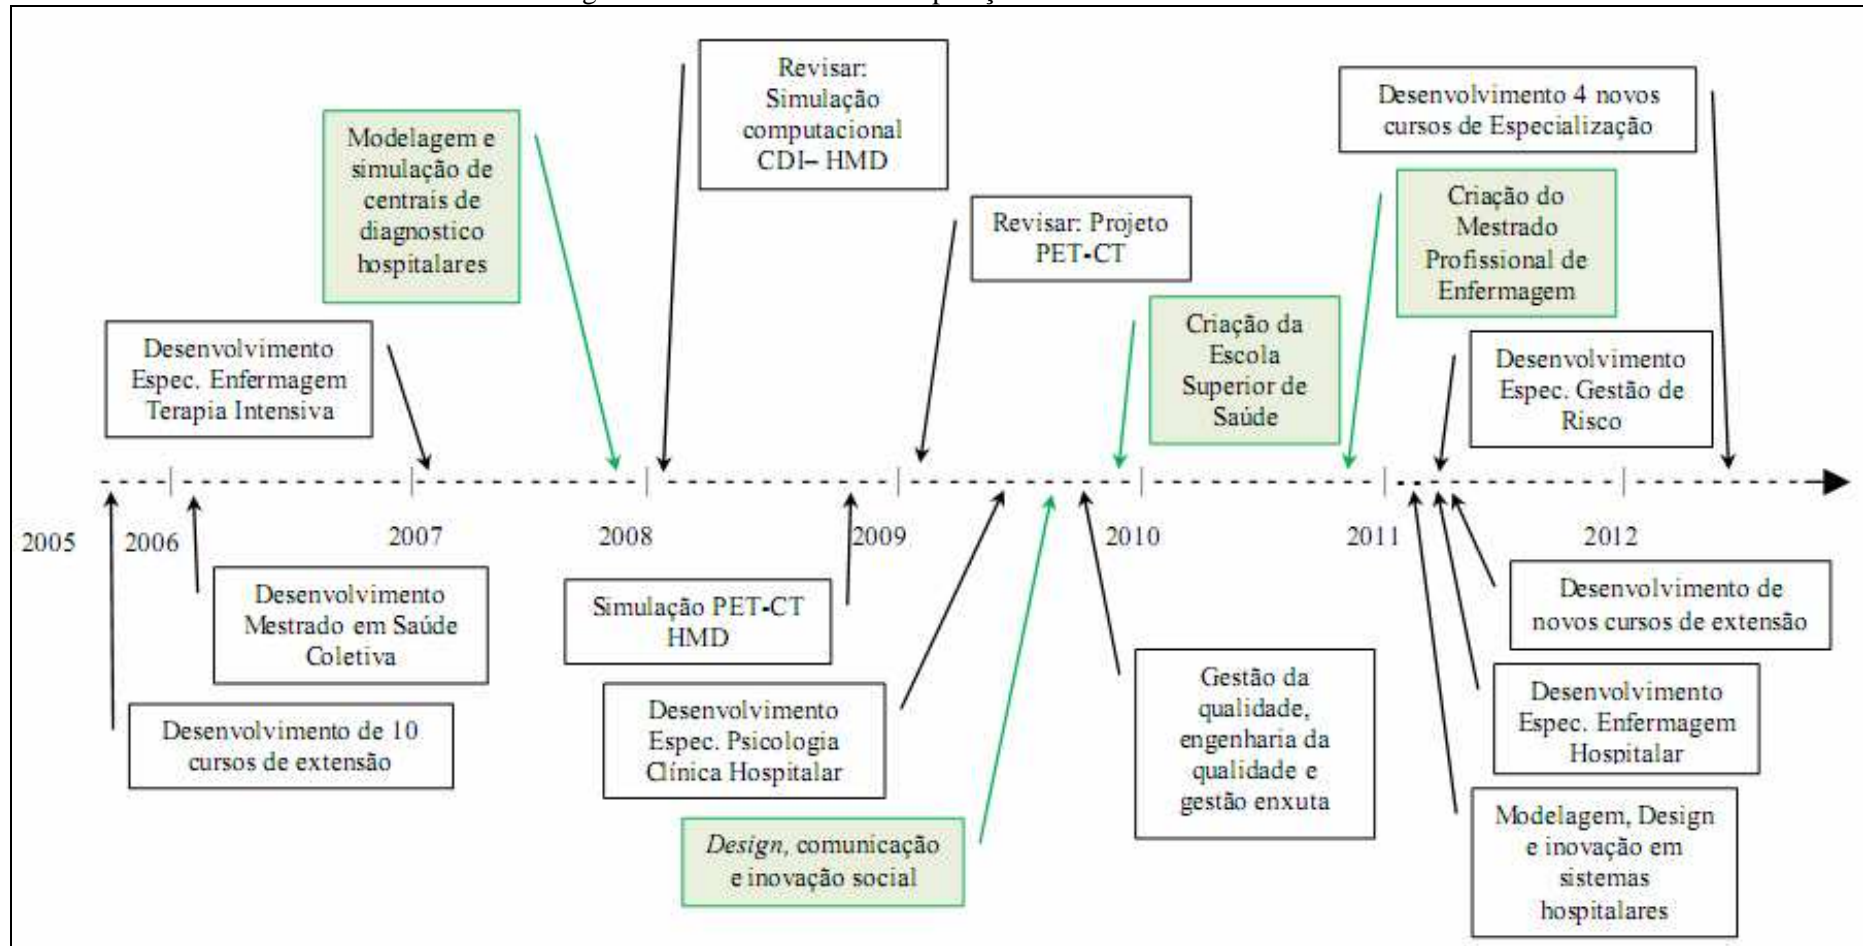 Revisar:
Simulação
computacional
CDI– HMD
Desenvolvimento 4 novos
cursos de Especialização
Modelagem e
simulação de
centrais de
diagnostico
hospitalares
Criação do
Mestrado
Profissional de
Enfermagem
Revisar: Projeto
PET-CT
Criação da
Escola
Superior de
Saúde
Desenvolvimento
Espec. Enfermagem
Terapia Intensiva
Desenvolvimento
Espec. Gestão de
Risco
2005 2006 2007 2008 2009 2010 2011 2012
Desenvolvimento
Mestrado em Saúde
Coletiva
Simulação PET-CT
HMD
Desenvolvimento de
novos cursos de extensão
Desenvolvimento de 10
cursos de extensão
Desenvolvimento
Espec. Psicologia
Clínica Hospitalar
Gestão da
qualidade,
engenharia da
qualidade e
gestão enxuta
Desenvolvimento
Espec. Enfermagem
Hospitalar
Design, comunicação
e inovação social
Modelagem, Design
e inovação em
sistemas
hospitalares